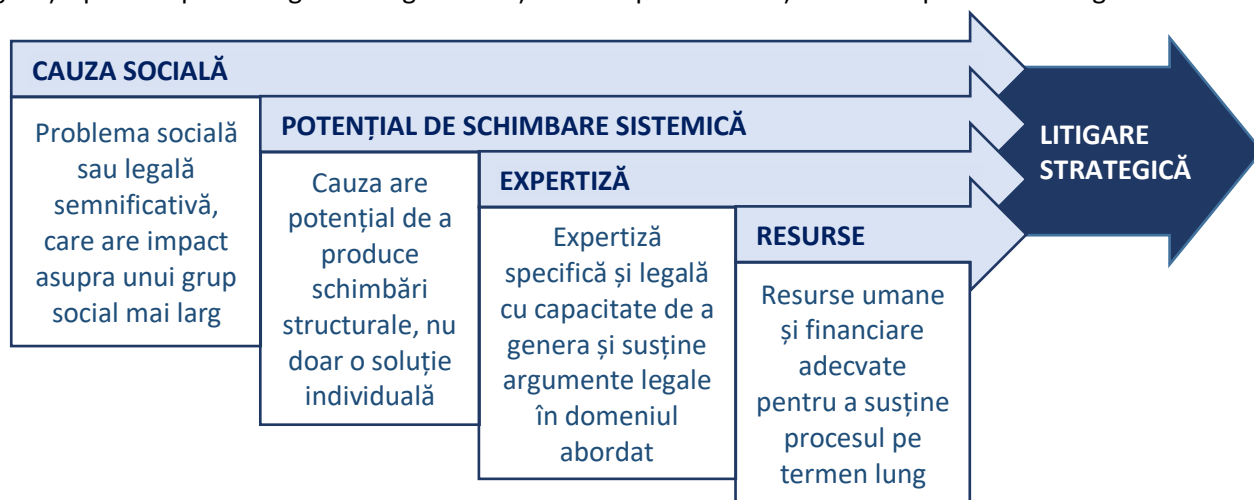 CAUZA SOCIALĂ
Problema socială
sau legală
semnificativă,
care are impact
asupra unui grup
social mai larg
POTENȚIAL DE SCHIMBARE SISTEMICĂ
Cauza are
potențial de a
produce
schimbări
structurale, nu
doar o soluție
individuală
EXPERTIZĂ
Expertiză
specifică și legală
cu capacitate de a
genera și susține
argumente legale
în domeniul
abordat
RESURSE
Resurse umane
și financiare
adecvate
pentru a susține
procesul pe
termen lung
LITIGARE
STRATEGICĂ